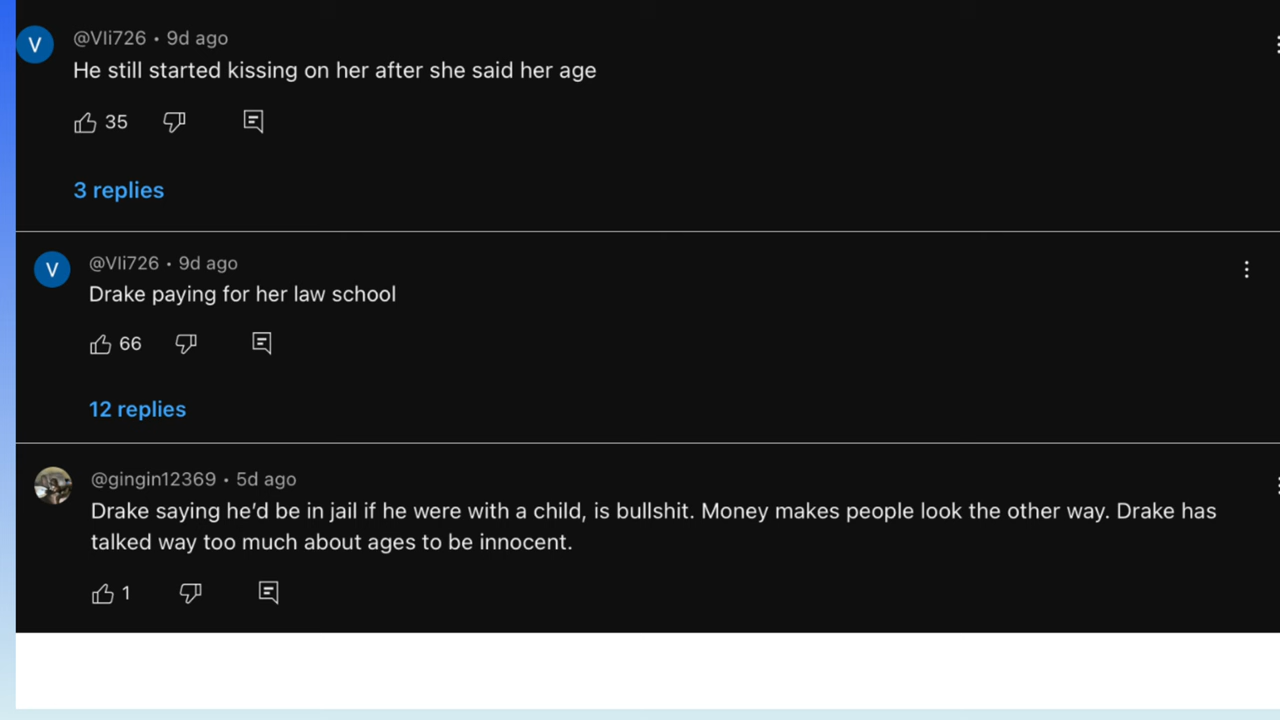 V
@Vli726 • 9d ago
He still started kissing on her after she said her age
35
3 replies
V
@Vli726 • 9d ago
Drake paying for her law school
66
12 replies
@gingin12369 • 5d ago
Drake saying he’d be in jail if he were with a child, is bullshit. Money makes people look the other way. Drake has
talked way too much about ages to be innocent.
1